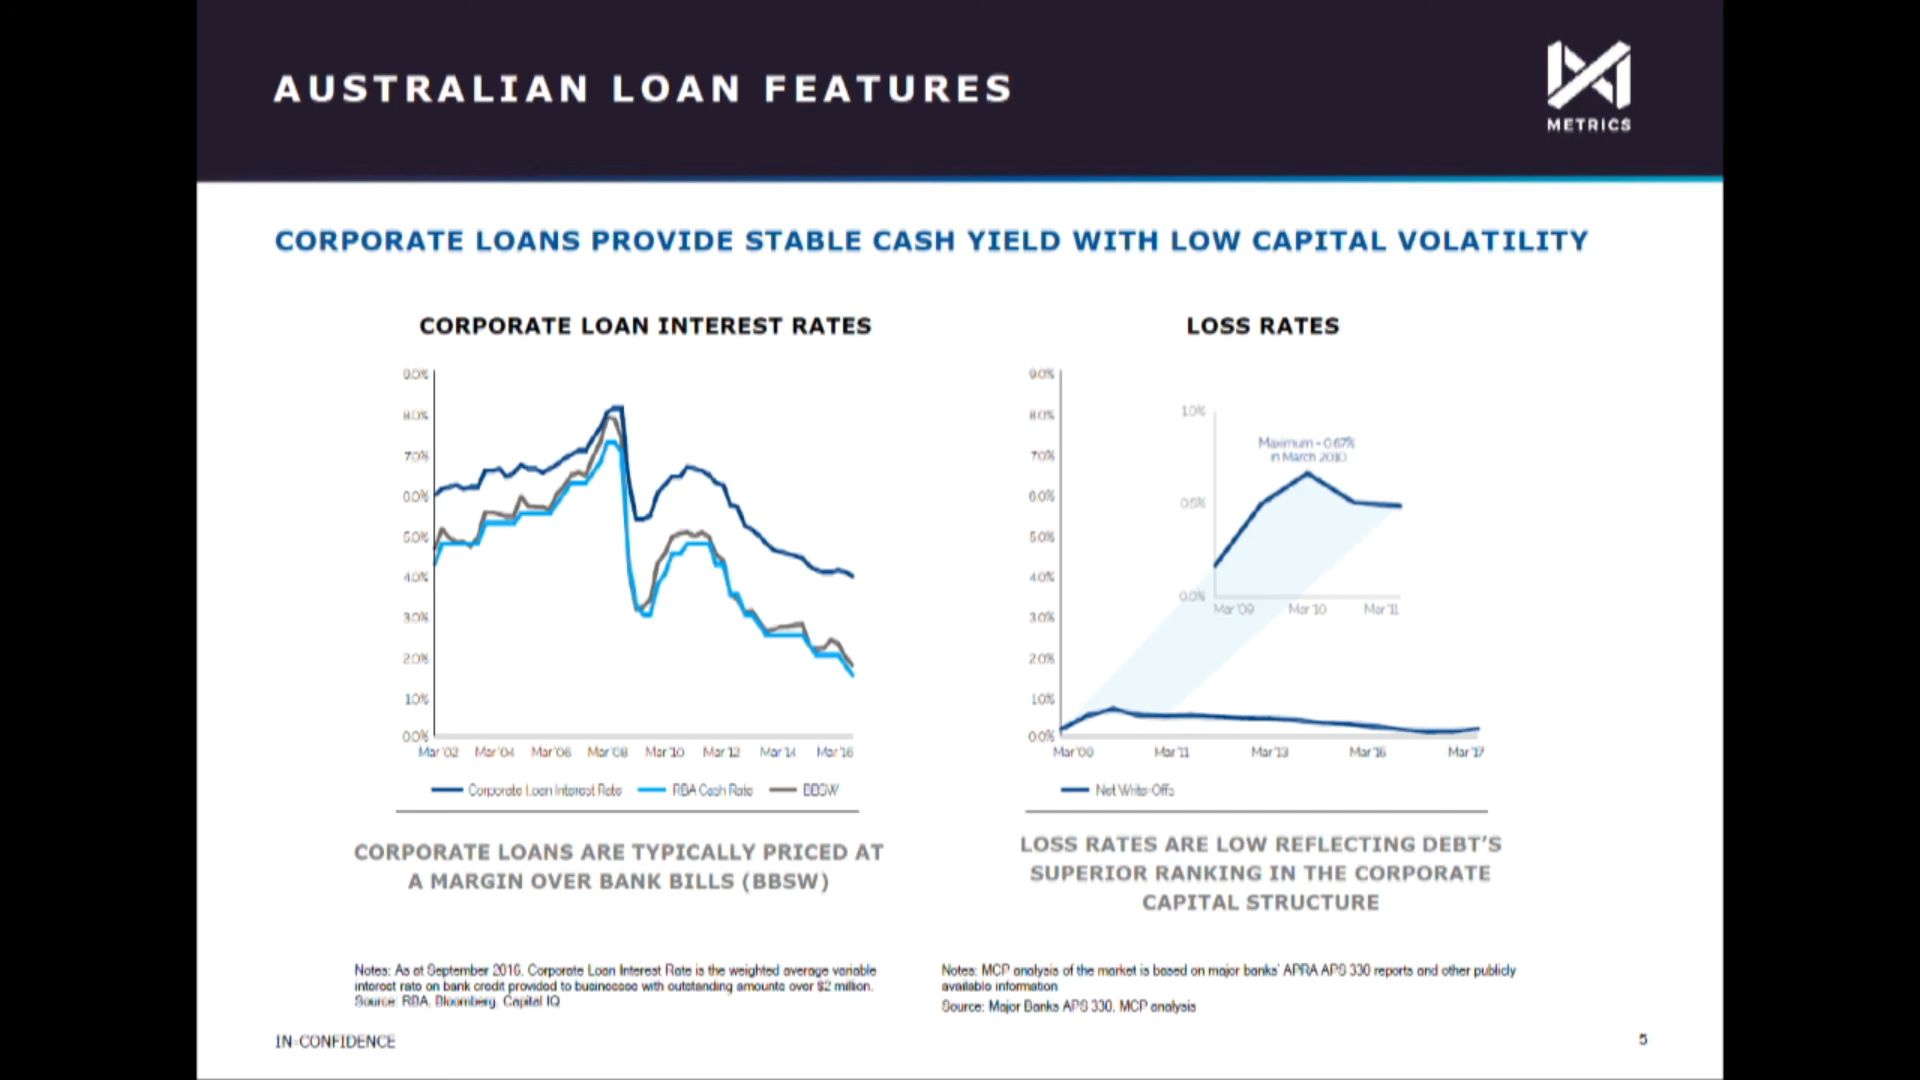 AUSTRALIAN LOAN FEATURES
METRICS
CORPORATE LOANS PROVIDE STABLE CASH YIELD WITH LOW CAPITAL VOLATILITY
CORPORATE LOAN INTEREST RATES
9.0%
8.0%
7.0%
6.0%
5.0%
4.0%
3.0%
2.0%
1.0%
0.0%
Mar'02 Mar'04 Mar'06 Mar'08 Mar'10 Mar'12 Mar'14 Mar'16
Corporate Loan Interest Rate RBA Cash Rate BBSW
CORPORATE LOANS ARE TYPICALLY PRICED AT
A MARGIN OVER BANK BILLS (BBSW)
Notes: As at September 2016. Corporate Loan Interest Rate is the weighted average variable
interest rate on bank credit provided to businesses with outstanding amounts over $2 million.
Source: RBA, Bloomberg, Capital IQ
LOSS RATES
9.0%
8.0%
7.0%
6.0%
5.0%
4.0%
3.0%
2.0%
1.0%
0.0%
1.0%
0.5%
0.0%
Maximum - 0.67%
in March 2010
Mar'09 Mar'10 Mar'11
Mar'09 Mar'11 Mar'13 Mar'17
Net Write-Offs
LOSS RATES ARE LOW REFLECTING DEBT'S
SUPERIOR RANKING IN THE CORPORATE
CAPITAL STRUCTURE
Notes: MCP analysis of the market is based on major banks' APRA APS 330 reports and other publicly
available information
Source: Major Banks APS 330, MCP analysis
IN-CONFIDENCE
5